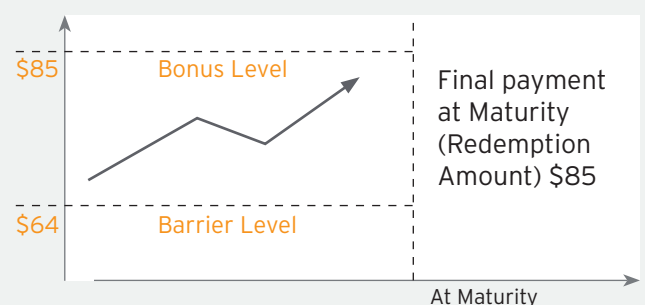 $85
Bonus Level
Final payment
at Maturity
(Redemption
Amount) $85
$64
Barrier Level
At Maturity